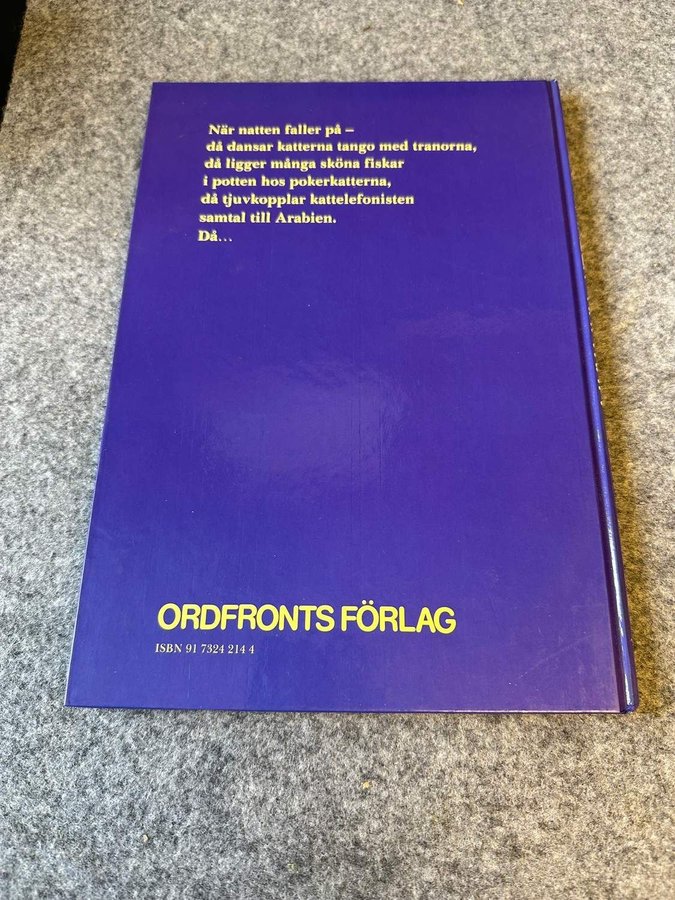 När natten faller på –
då dansar katterna tango med tranorna,
då ligger många sköna fiskar
i potten hos pokerkatterna,
då tjuvkopplar kattelefonisten
samtal till Arabien.
Då...
ORDFRONTS FÖRLAG
ISBN 91 7324 214 4